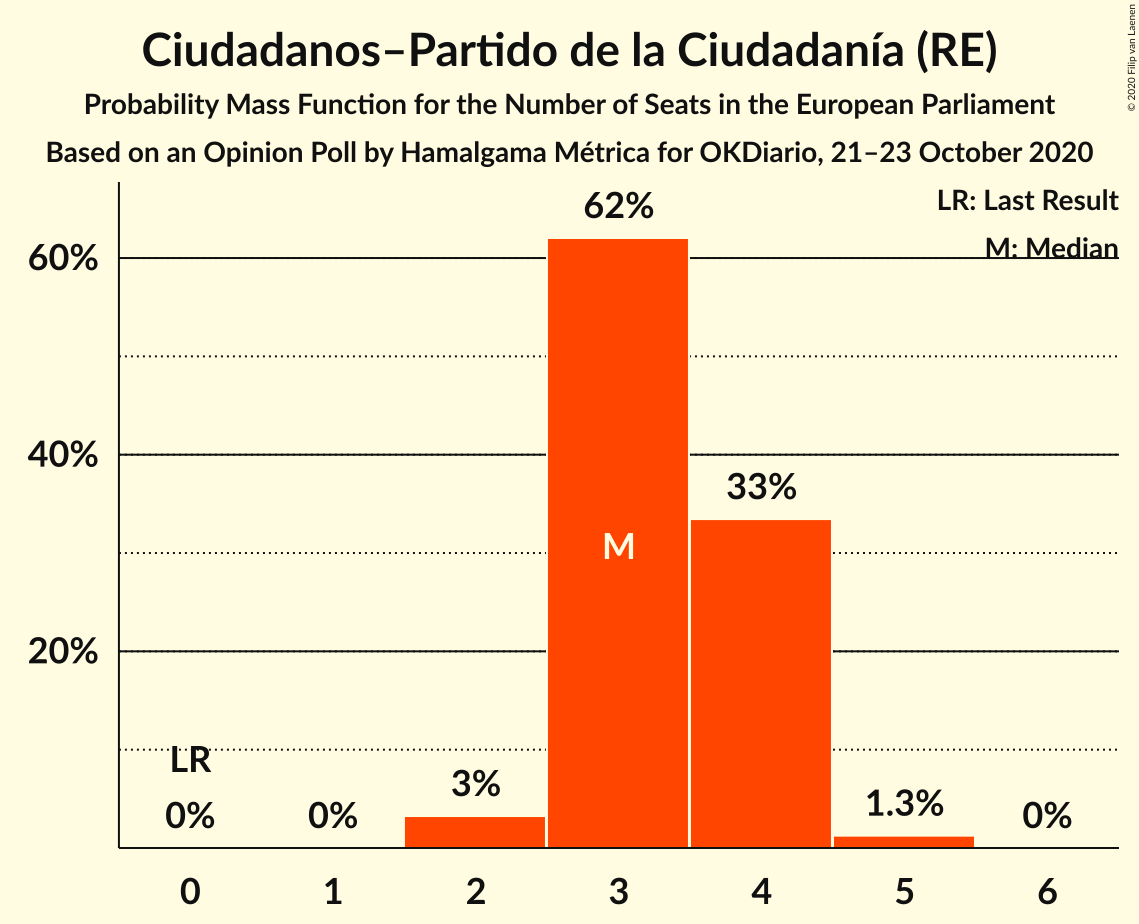 Ciudadanos–Partido de la Ciudadanía (RE)
Probability Mass Function for the Number of Seats in the European Parliament
Based on an Opinion Poll by Hamalgama Métrica for OKDiario, 21–23 October 2020
© 2020 Filip van Laenen
LR: Last Result
M: Median
62%
60%
40%
33%
M
20%
LR
0%
0%
3%
1.3%
0%
0 1 2 3 4 5 6